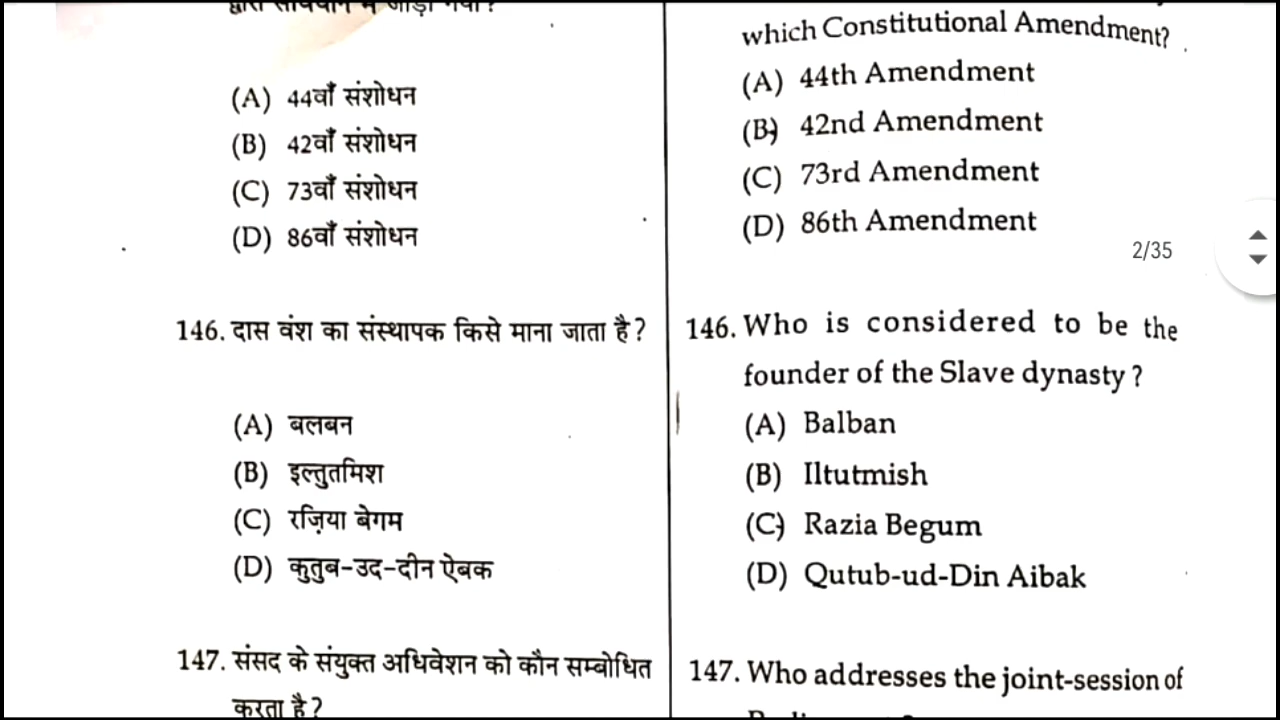 द्वारा संविधान में जोड़ा गया?
(A) 44वाँ संशोधन
(B) 42वाँ संशोधन
(C) 73वाँ संशोधन
(D) 86वाँ संशोधन
146. दास वंश का संस्थापक किसे माना जाता है?
(A) बलबन
(B) इल्तुतमिश
(C) रज़िया बेगम
(D) कुतुब-उद-दीन ऐबक
147. संसद के संयुक्त अधिवेशन को कौन सम्बोधित
करता है?
which Constitutional Amendment?
(A) 44th Amendment
(B) 42nd Amendment
(C) 73rd Amendment
(D) 86th Amendment
2/35
146. Who is considered to be the
founder of the Slave dynasty ?
(A) Balban
(B) Iltutmish
(C) Razia Begum
(D) Qutub-ud-Din Aibak
147. Who addresses the joint-session of